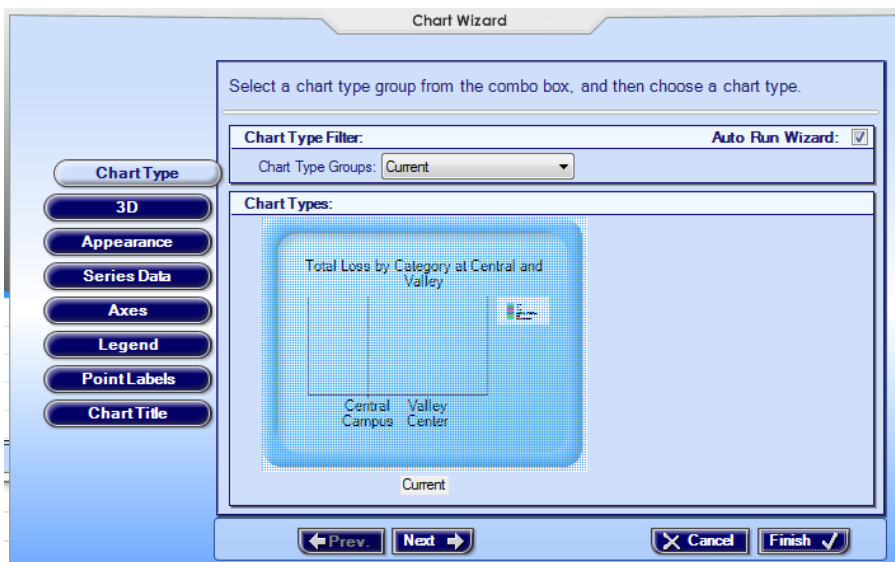 Chart Wizard
Select a chart type group from the combo box, and then choose a chart type.
Chart Type Filter:
Auto Run Wizard:
Chart Type Groups: Current
Chart Type
3D
Appearance
Series Data
Axes
Legend
Point Labels
Chart Title
Chart Types:
Total Loss by Category at Central and
Valley
Central Valley
Campus Center
Current
Prev.
Next
Cancel
Finish